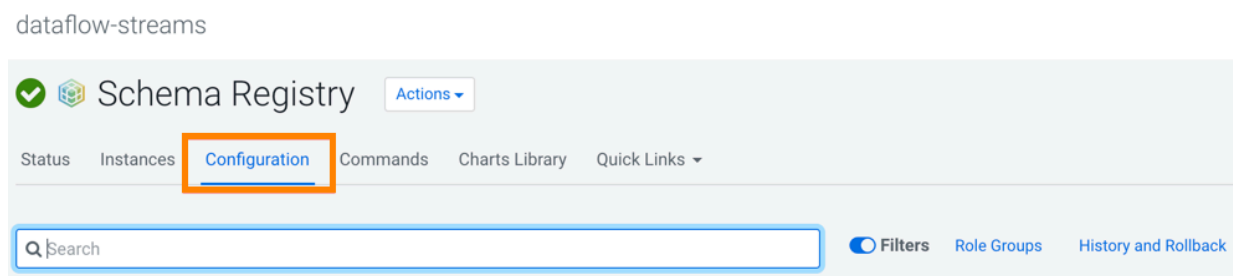 dataflow-streams
Schema Registry Actions
Status Instances Configuration Commands Charts Library Quick Links
Search Filters Role Groups History and Rollback